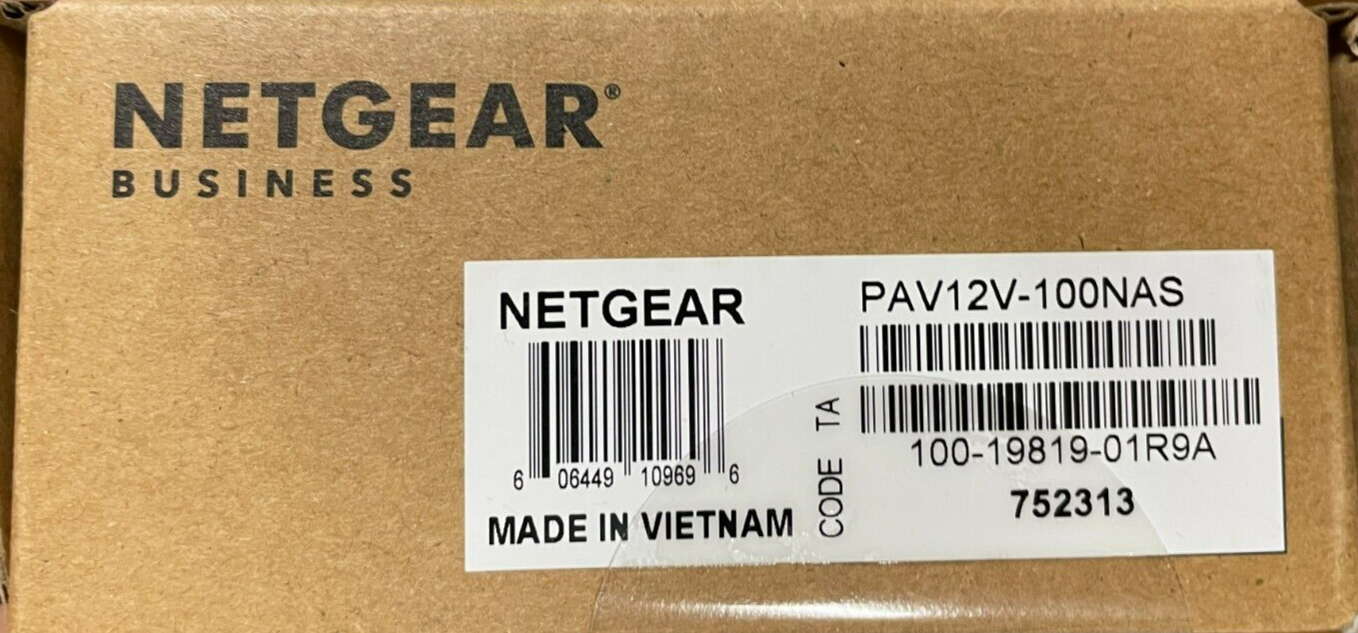 NETGEAR®
BUSINESS
NETGEAR
6 06449 10969 6
MADE IN VIETNAM
CODE TA
PAV12V-100NAS
100-19819-01R9A
752313